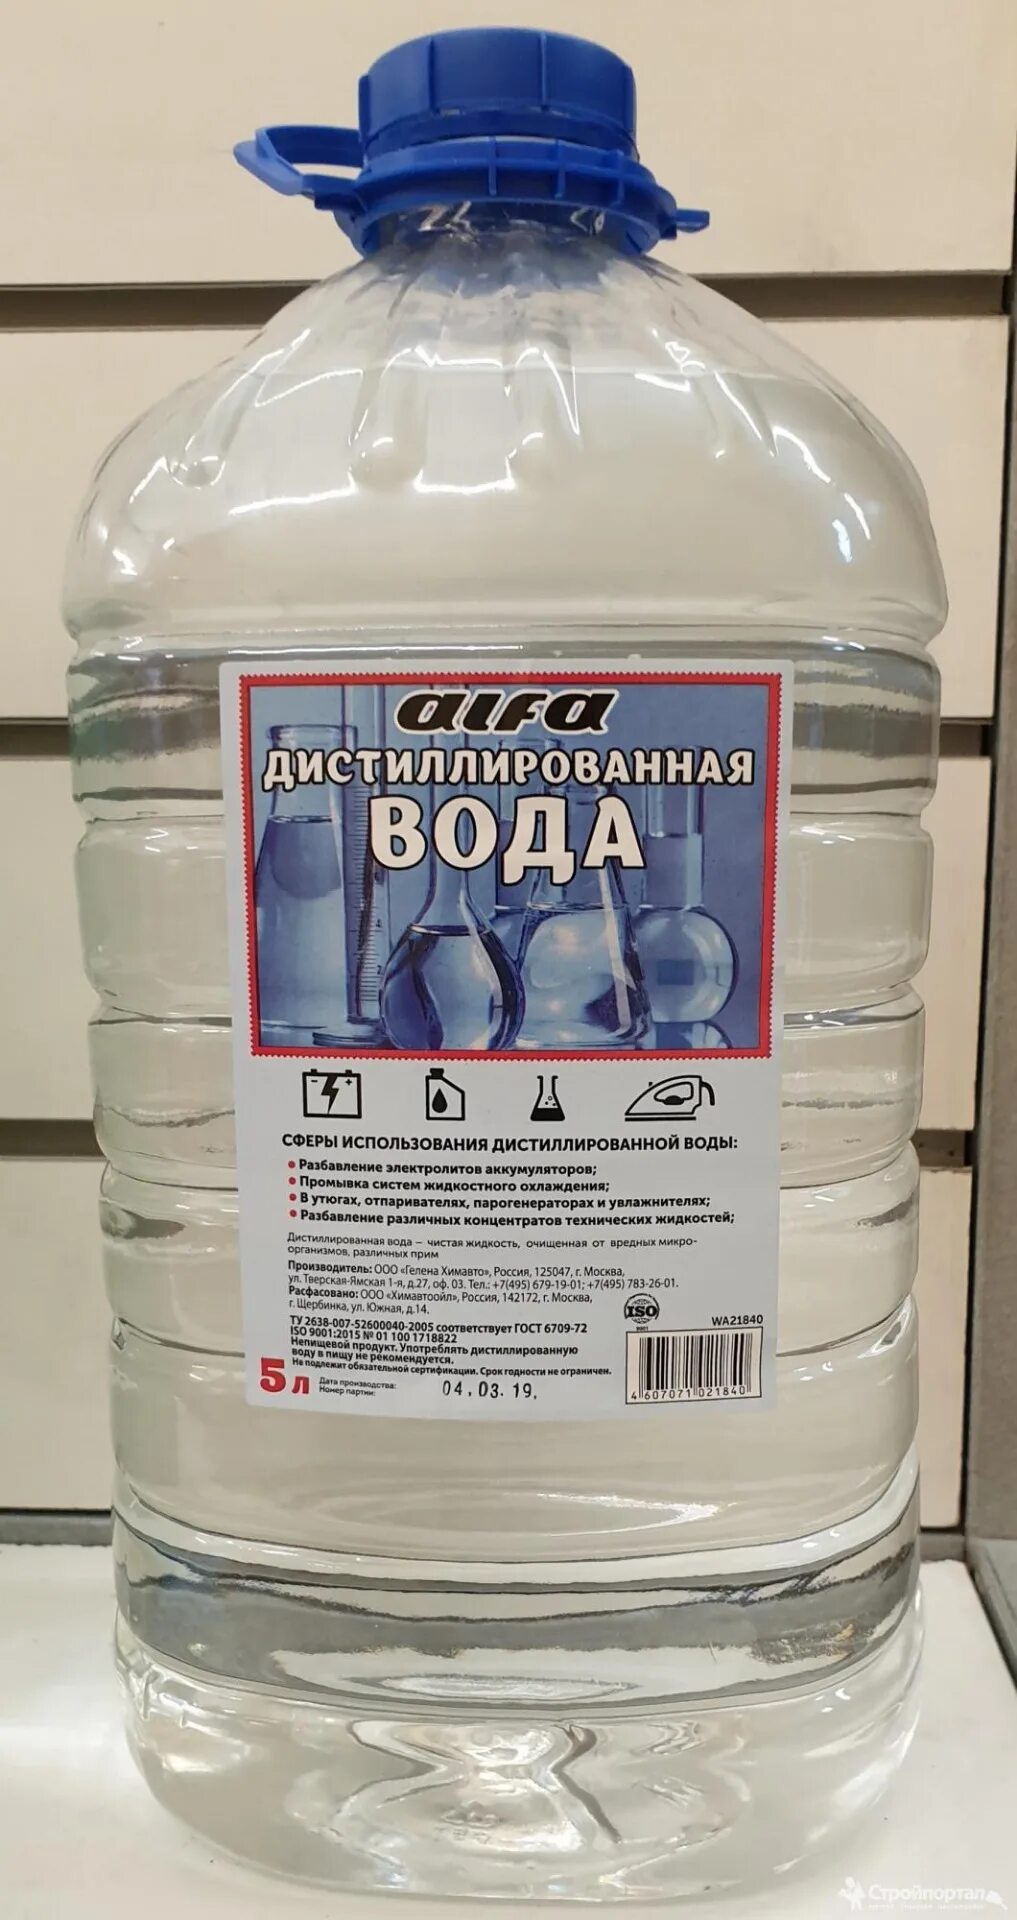 alfa
ДИСТИЛЛИРОВАННАЯ
ВОДА
СФЕРЫ ИСПОЛЬЗОВАНИЯ ДИСТИЛЛИРОВАННОЙ ВОДЫ:
• Разбавление электролитов аккумуляторов;
• Промывка систем жидкостного охлаждения;
• В утюгах, отпаривателях, парогенераторах и увлажнителях;
• Разбавление различных концентратов технических жидкостей;
Дистиллированная вода – чистая жидкость, очищенная от вредных микро-
организмов, различных прим
Производитель: ООО «Гелена Химавто», Россия, 125047, г. Москва,
ул. Тверская-Ямская 1-я, д.27, оф. 03. Тел.: +7(495) 679-19-01; +7(495) 783-26-01.
Расфасовано: ООО «Химавтоойл», Россия, 142172, г. Москва,
г. Щербинка, ул. Южная, д.14.
ТУ 2638-007-52600040-2005 соответствует ГОСТ 6709-72
ISO 9001:2015 № 01 100 1718822
Непищевой продукт. Употреблять дистиллированную
воду в пищу не рекомендуется.
Не подлежит обязательной сертификации. Срок годности не ограничен.
ISO
9001
WA21840
5 л
Дата производства:
Номер партии:
04.03.19.
4 607071 021840
Стройпортал